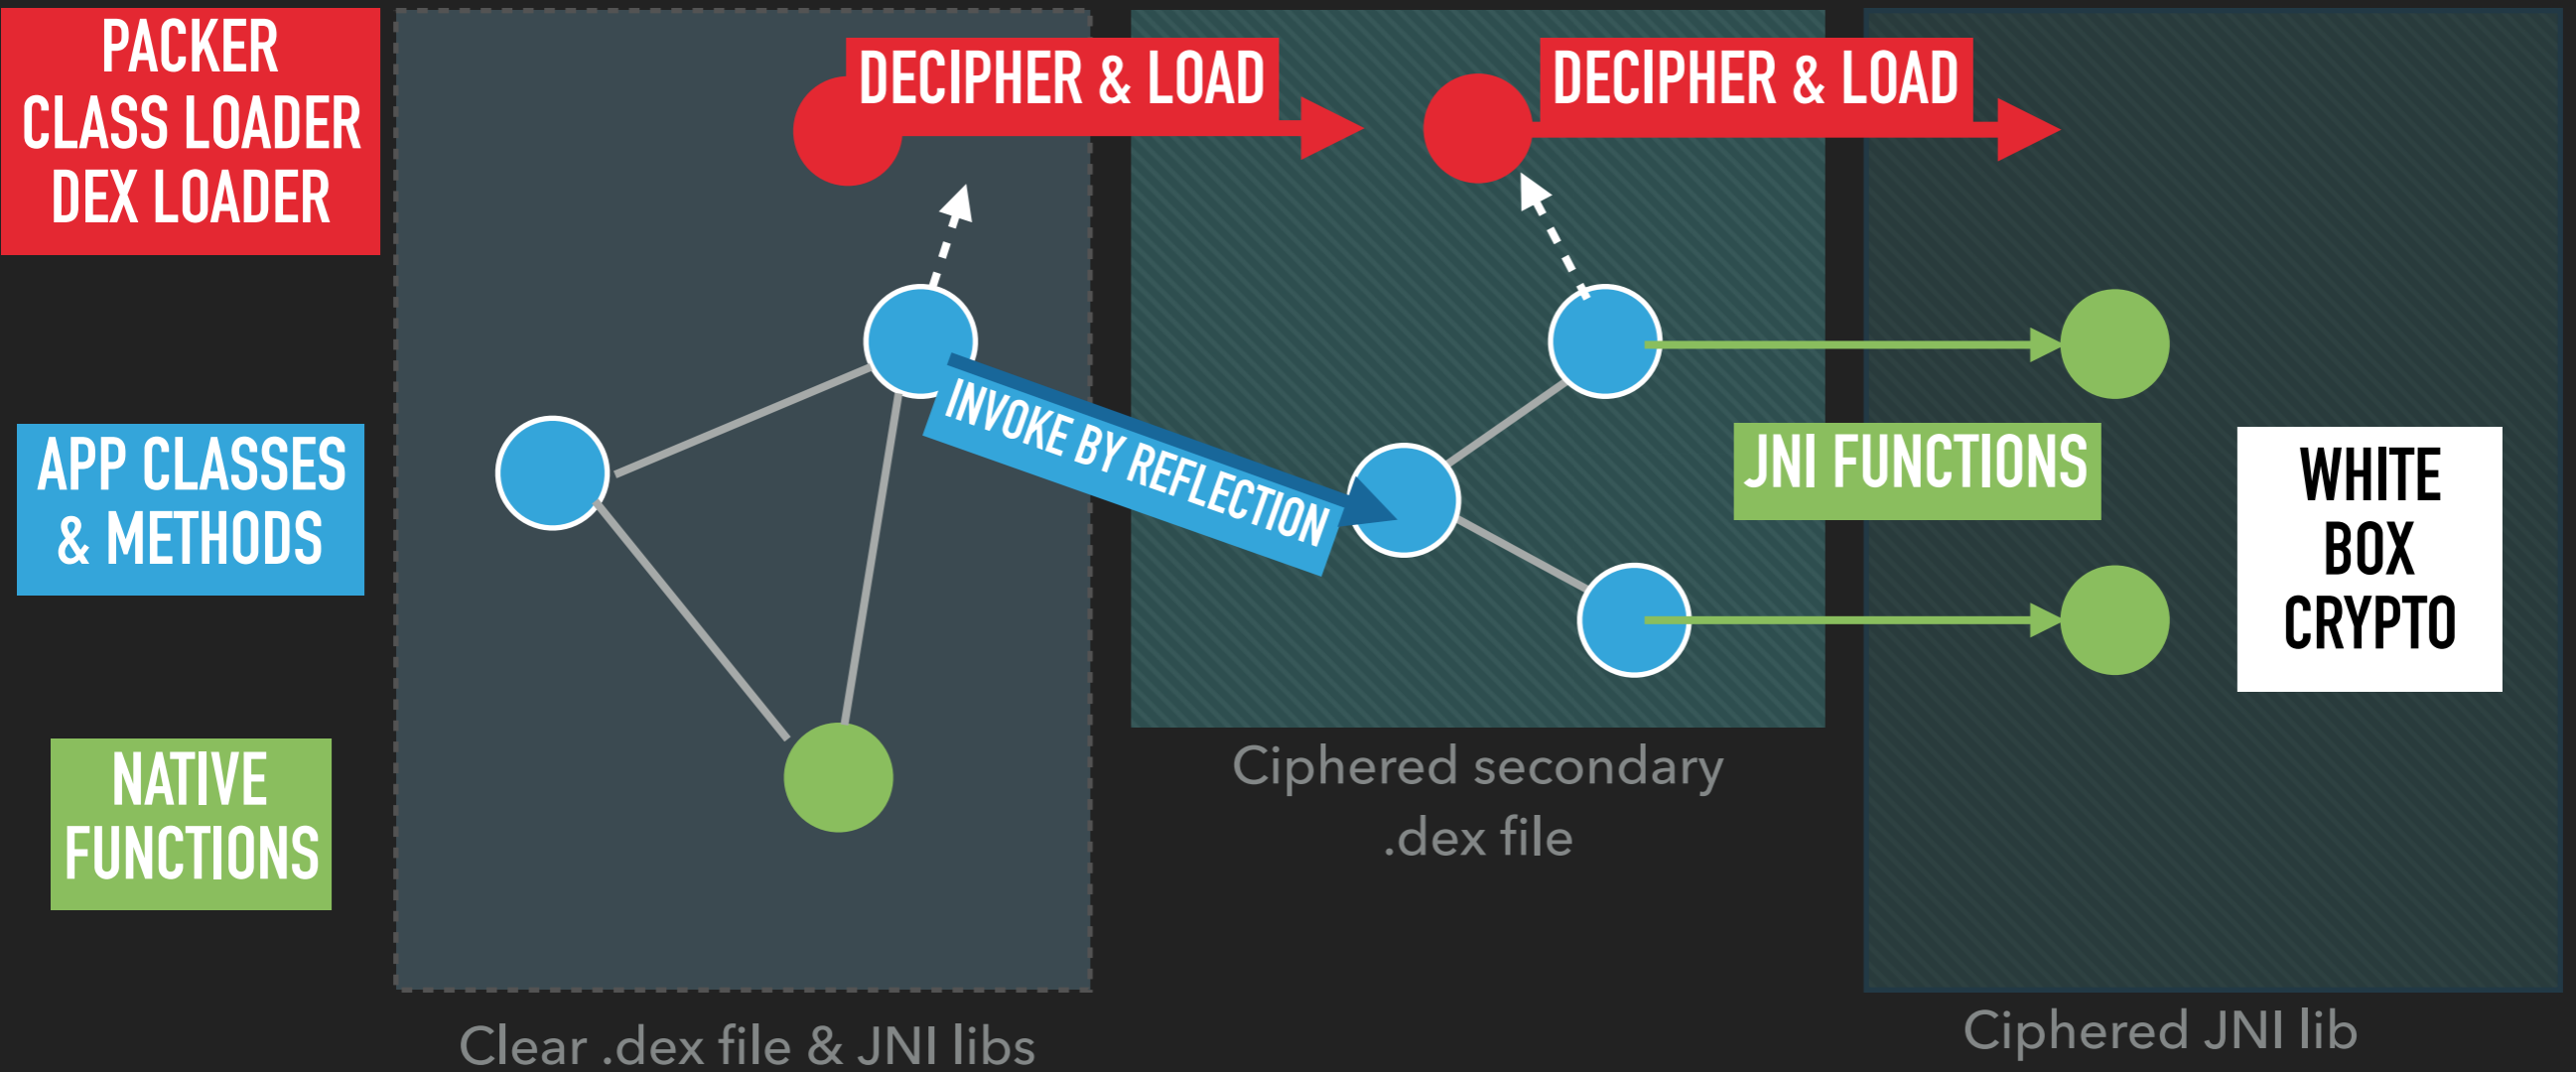 PACKER
CLASS LOADER
DEX LOADER
DECIPHER & LOAD
DECIPHER & LOAD
APP CLASSES
& METHODS
INVOKE BY REFLECTION
JNI FUNCTIONS
WHITE
BOX
CRYPTO
NATIVE
FUNCTIONS
Ciphered secondary
.dex file
Clear .dex file & JNI libs
Ciphered JNI lib